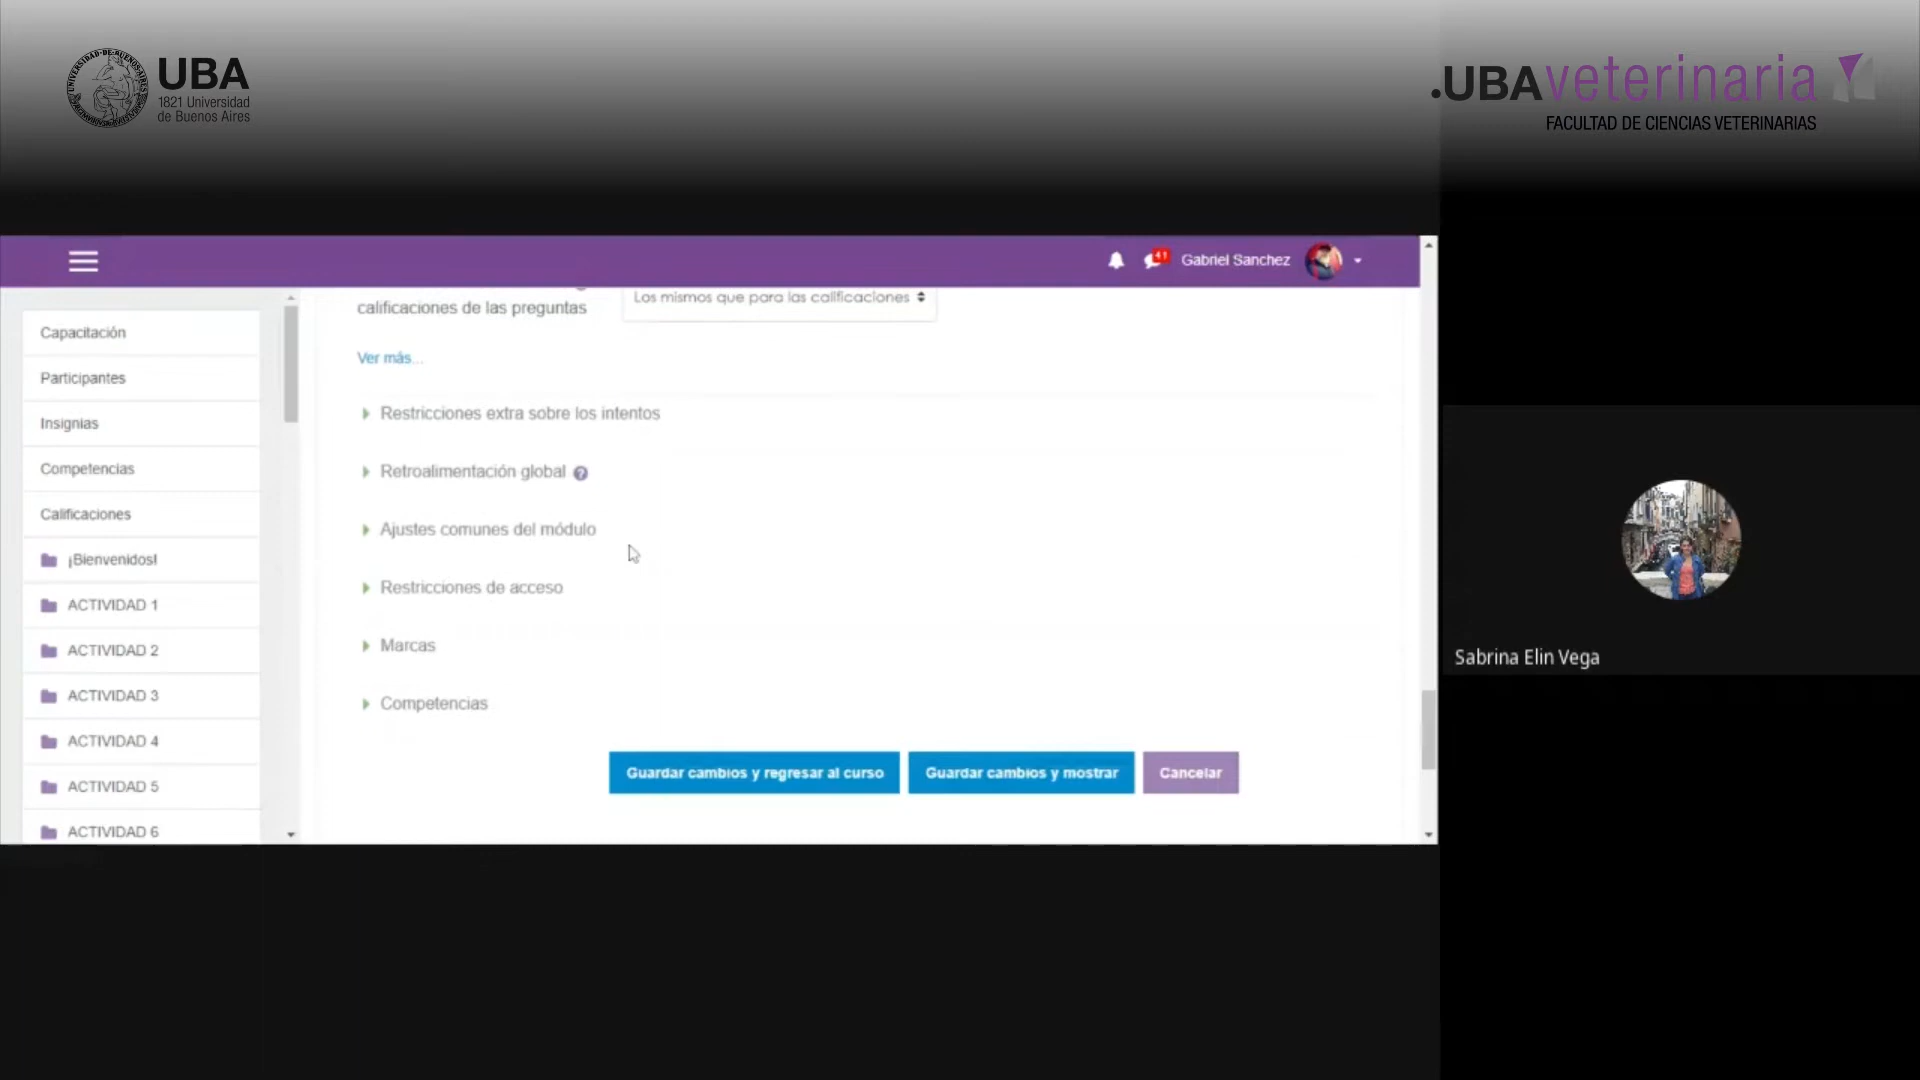 UBA
1821 Universidad
de Buenos Aires
.UBAveterinaria
FACULTAD DE CIENCIAS VETERINARIAS
41
Gabriel Sanchez
Capacitación
Participantes
Insignias
Competencias
Calificaciones
¡Bienvenidos!
ACTIVIDAD 1
ACTIVIDAD 2
ACTIVIDAD 3
ACTIVIDAD 4
ACTIVIDAD 5
ACTIVIDAD 6
calificaciones de las preguntas
Los mismos que para las calificaciones
Ver más...
Restricciones extra sobre los intentos
Retroalimentación global ?
Ajustes comunes del módulo
Restricciones de acceso
Marcas
Competencias
Guardar cambios y regresar al curso
Guardar cambios y mostrar
Cancelar
Sabrina Elin Vega